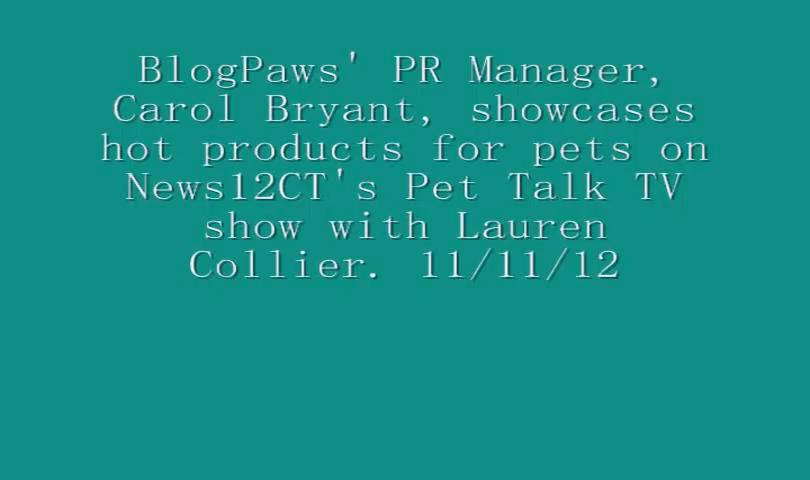 BlogPaws' PR Manager,
Carol Bryant, showcases
hot products for pets on
News12CT's Pet Talk TV
show with Lauren
Collier. 11/11/12